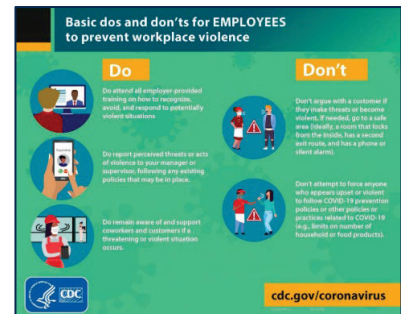 Basic dos and don'ts for EMPLOYEES
to prevent workplace violence
Do
Do attend all employer-provided
training on how to recognize,
avoid, and respond to potentially
violent situations
Do report perceived threats or acts
of violence to your manager or
supervisor, following any existing
policies that may be in place.
Do remain aware of and support
coworkers and customers if a
threatening or violent situation
occurs.
Don't
Don't argue with a customer if
they make threats or become
violent. If needed, go to a safe
area (ideally, a room that locks
from the inside, has a second
exit route, and has a phone or
silent alarm).
Don't attempt to force anyone
who appears upset or violent
to follow COVID-19 prevention
policies or other policies or
practices related to COVID-19
(e.g., limits on number of
household or food products).
CDC
cdc.gov/coronavirus